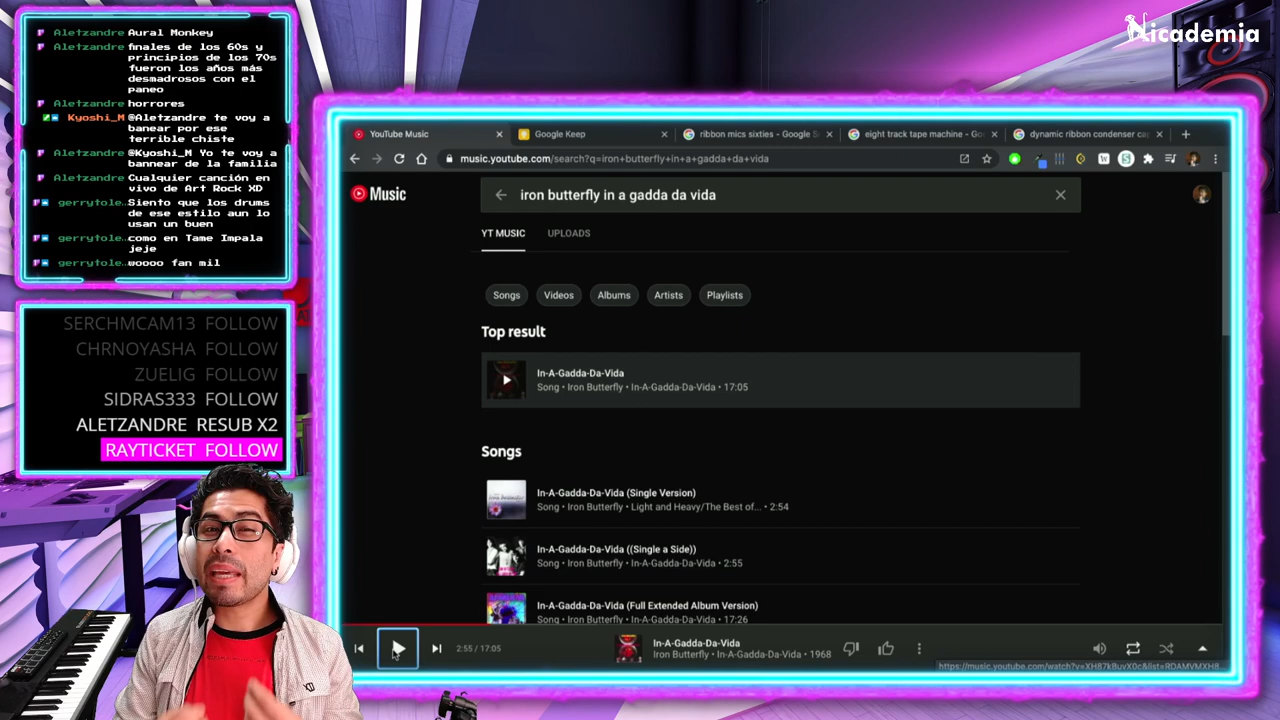 Aletzandre Aural Monkey
Aletzandre finales de los 60s y
principios de los 70s
fueron los años más
desmadrosos con el
paneo
Aletzandre horrores
Kyoshi_M @Aletzandre te voy a
banear por ese
terrible chiste
Aletzandre @Kyoshi_M Yo te voy a
bannear de la familia
Aletzandre Cualquier canción en
vivo de Art Rock XD
gerrytole.. Siento que los drums
de ese estilo aun lo
usan un buen
gerrytole.. como en Tame Impala
jeje
gerrytole.. woooo fan mil
SERCHMCAM13 FOLLOW
CHRNOYASHA FOLLOW
ZUELIG FOLLOW
SIDRAS333 FOLLOW
ALETZANDRE RESUB X2
RAYTICKET FOLLOW
Nicademia
YouTube Music
Google Keep
ribbon mics sixties - Google S
eight track tape machine - Go
dynamic ribbon condenser ca
music.youtube.com/search?q=iron+butterfly+in+a+gadda+da+vida
Music
iron butterfly in a gadda da vida
YT MUSIC UPLOADS
Songs Videos Albums Artists Playlists
Top result
In-A-Gadda-Da-Vida
Song • Iron Butterfly • In-A-Gadda-Da-Vida • 17:05
Songs
In-A-Gadda-Da-Vida (Single Version)
Song • Iron Butterfly • Light and Heavy/The Best of... • 2:54
In-A-Gadda-Da-Vida ((Single a Side))
Song • Iron Butterfly • In-A-Gadda-Da-Vida • 2:55
In-A-Gadda-Da-Vida (Full Extended Album Version)
Song • Iron Butterfly • In-A-Gadda-Da-Vida • 17:26
2:55 / 17:05
In-A-Gadda-Da-Vida
Iron Butterfly • In-A-Gadda-Da-Vida • 1968